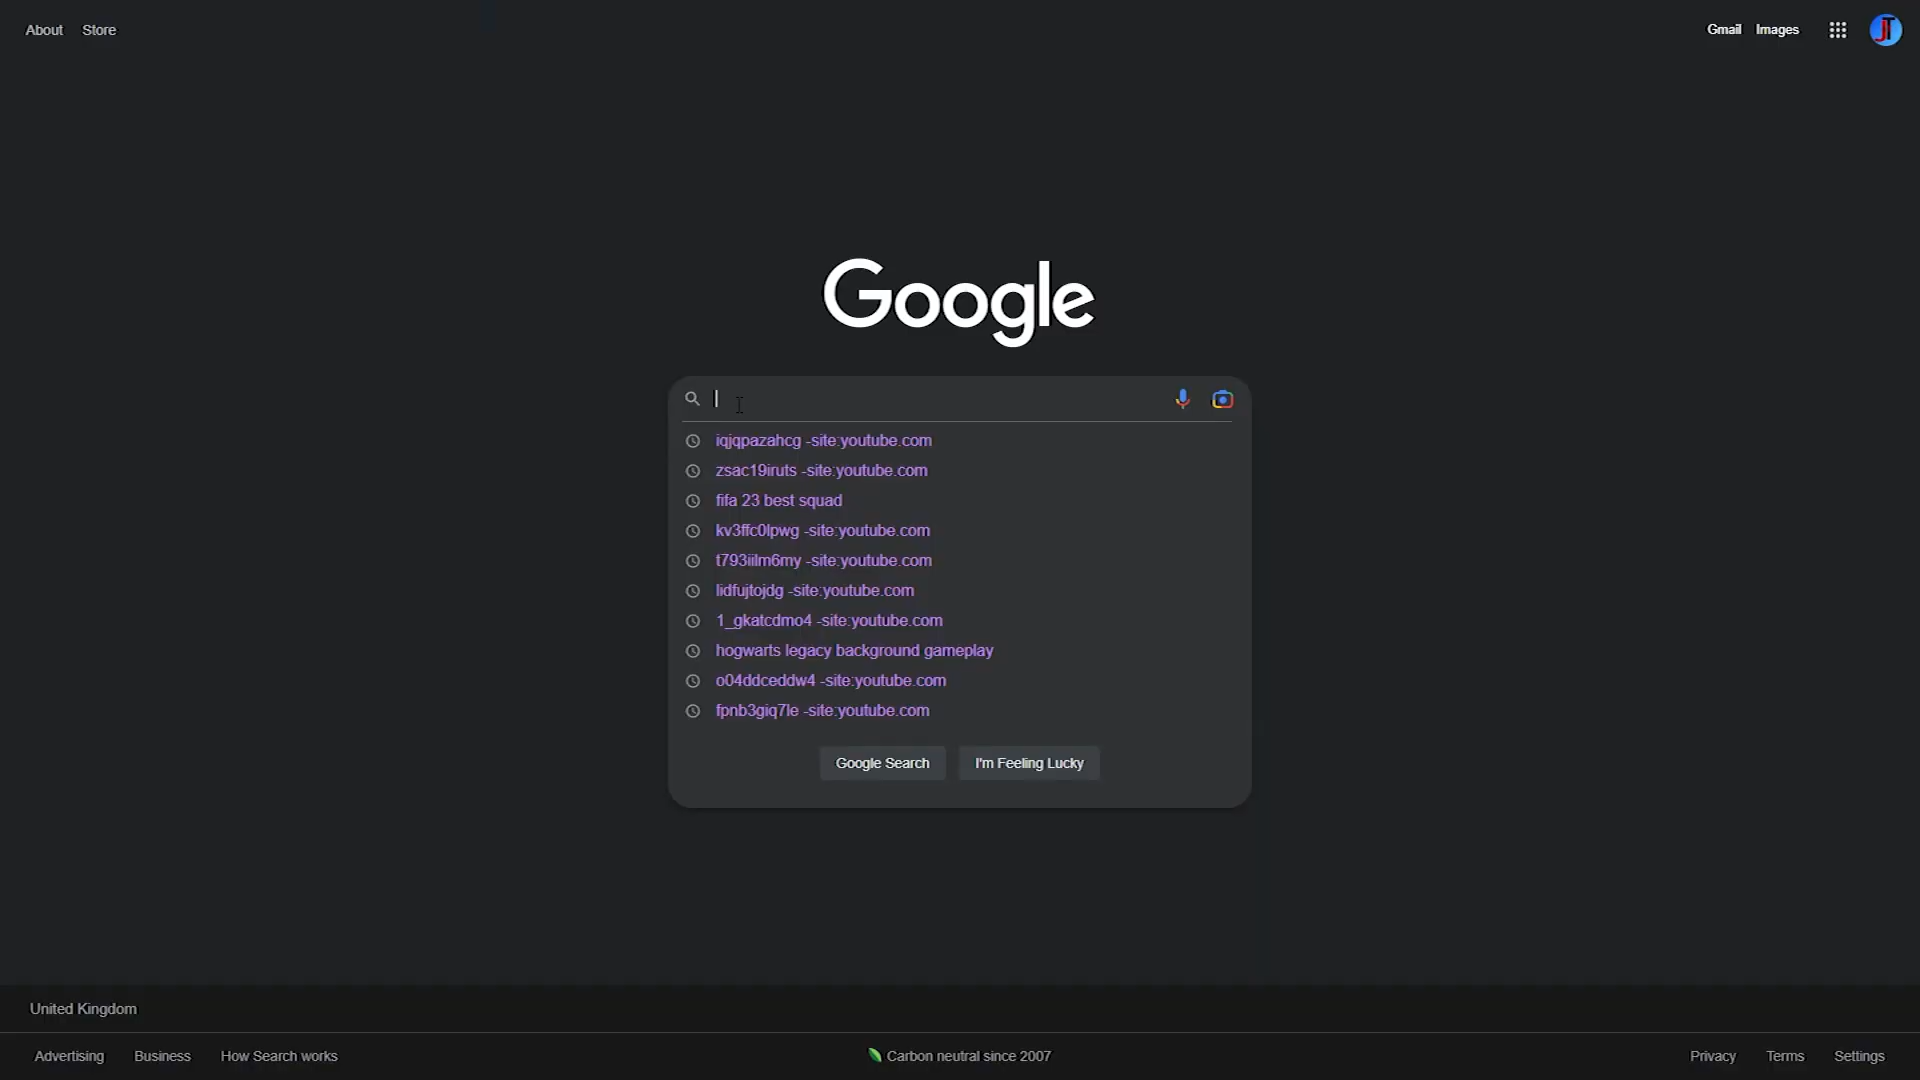 About Store
Gmail Images
JT
Google
iqjqpazahcg -site:youtube.com
zsac19iruts -site:youtube.com
fifa 23 best squad
kv3ffc0lpwg -site:youtube.com
t793iilm6my -site:youtube.com
lidfujtojdg -site:youtube.com
1_gkatcdmo4 -site:youtube.com
hogwarts legacy background gameplay
o04ddceddw4 -site:youtube.com
fpnb3giq7le -site:youtube.com
Google Search I'm Feeling Lucky
United Kingdom
Advertising Business How Search works Carbon neutral since 2007 Privacy Terms Settings